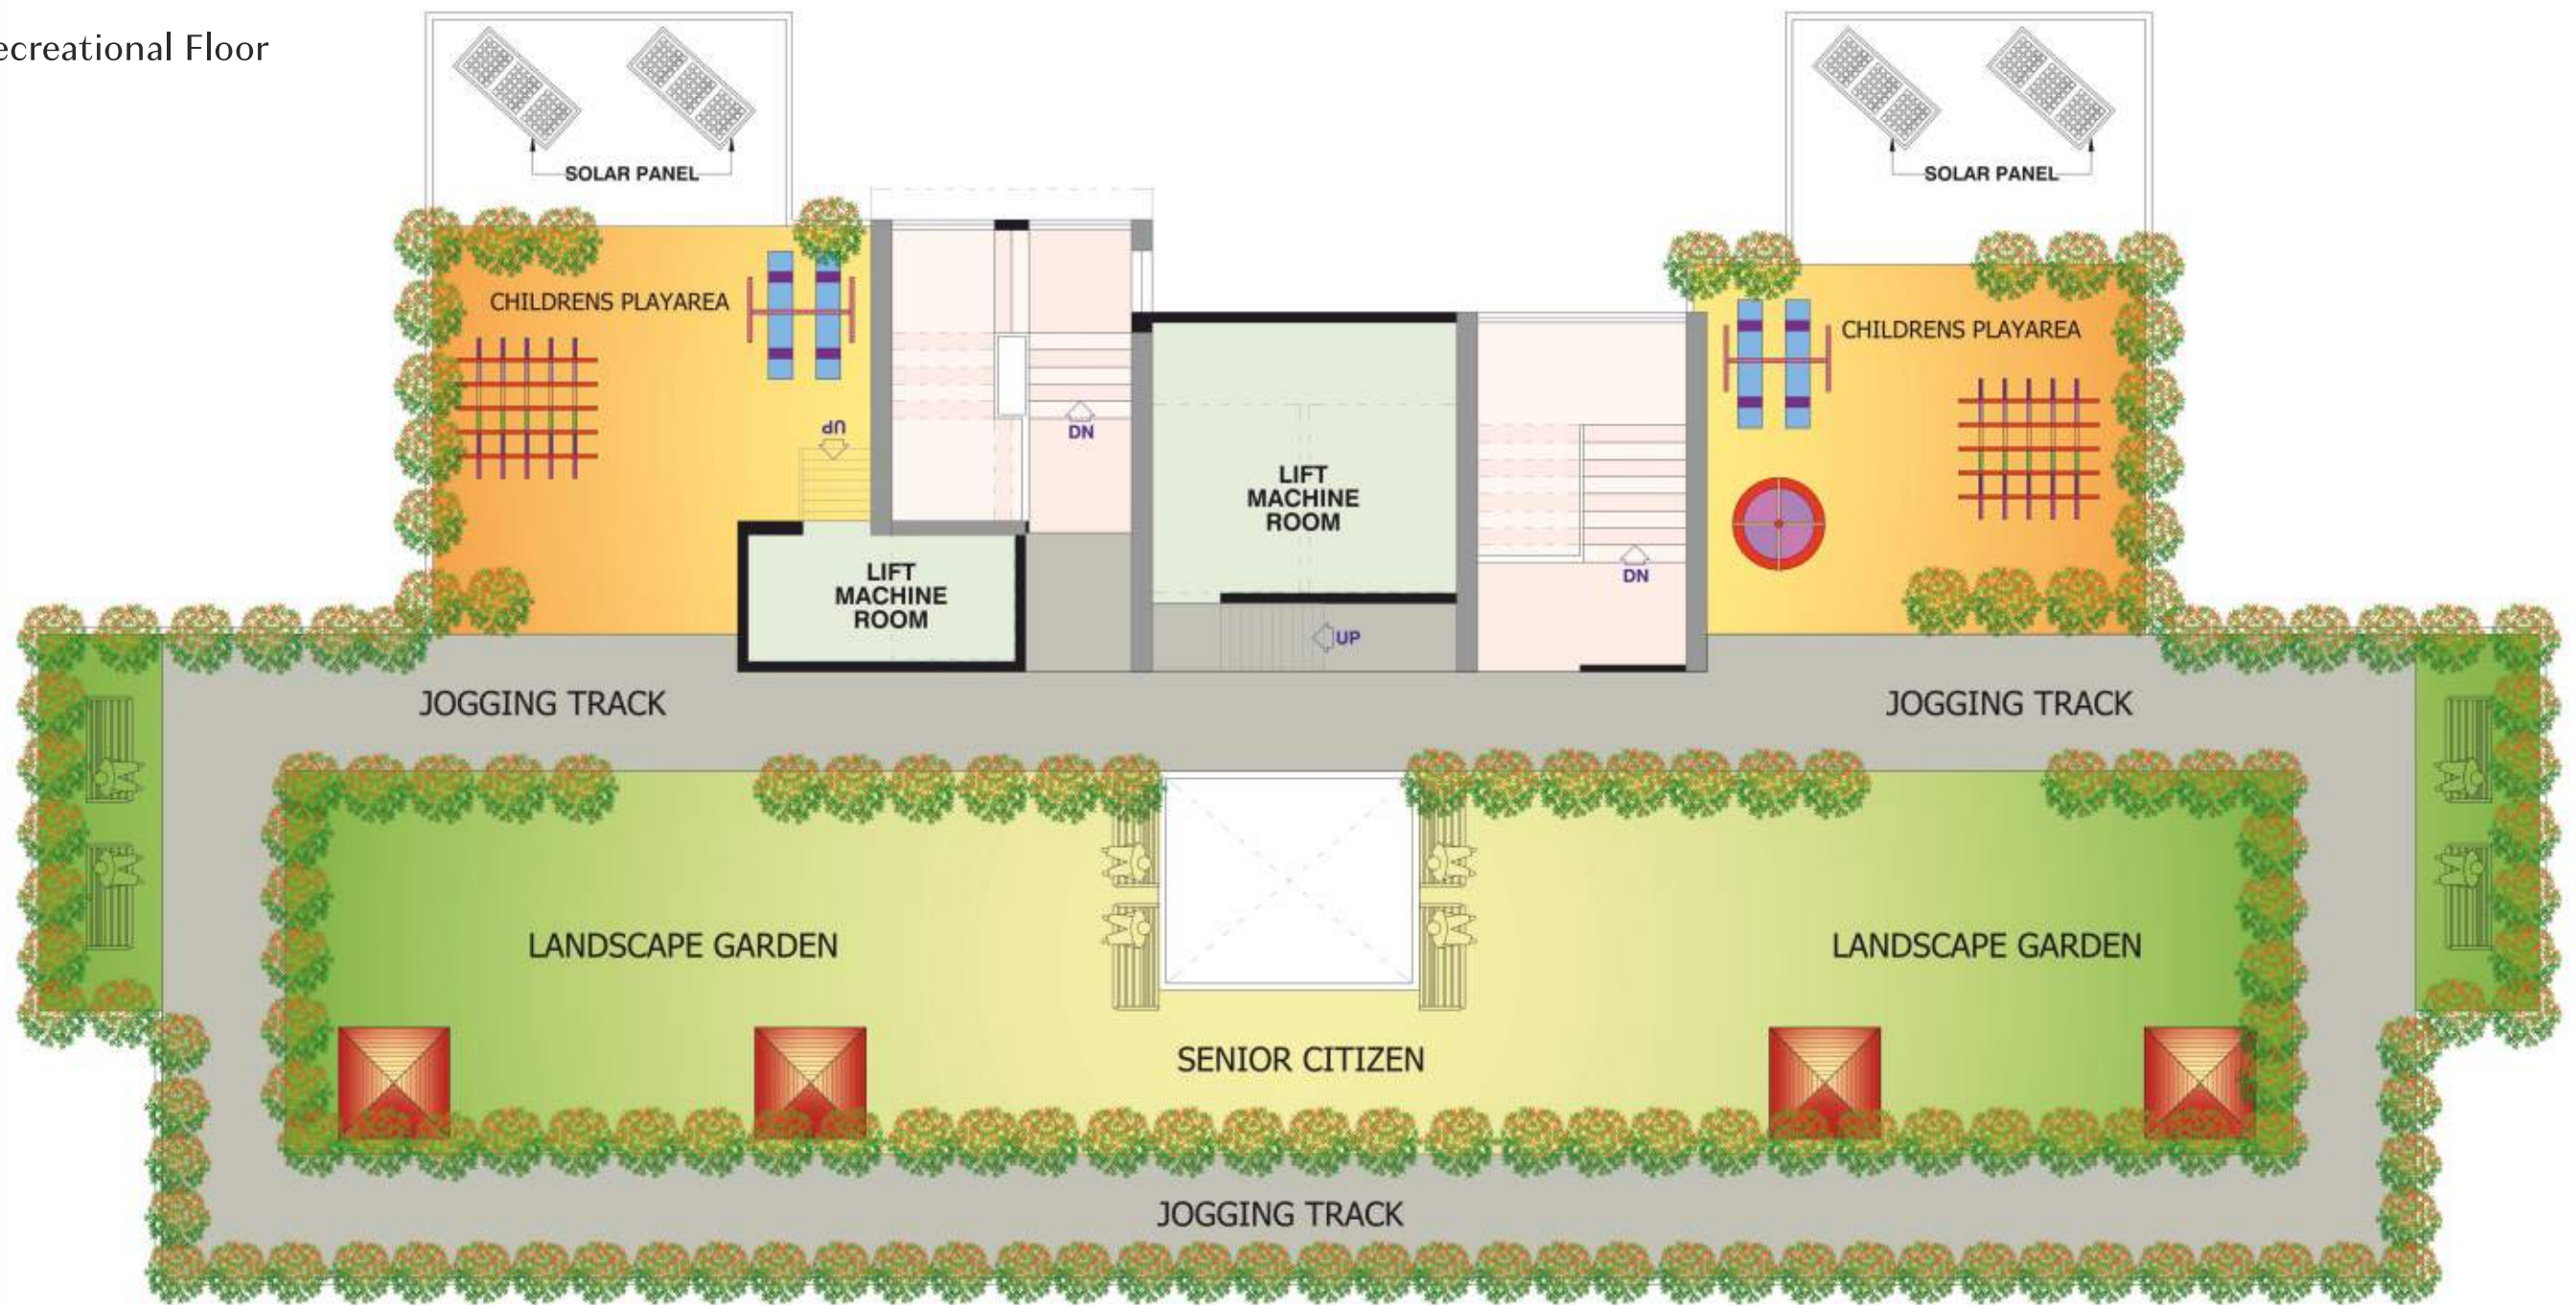 ecreational Floor
SOLAR PANEL
SOLAR PANEL
CHILDRENS PLAYAREA
CHILDRENS PLAYAREA
UP
DN
LIFT
MACHINE
ROOM
DN
LIFT
MACHINE
ROOM
UP
JOGGING TRACK
JOGGING TRACK
LANDSCAPE GARDEN
LANDSCAPE GARDEN
SENIOR CITIZEN
JOGGING TRACK